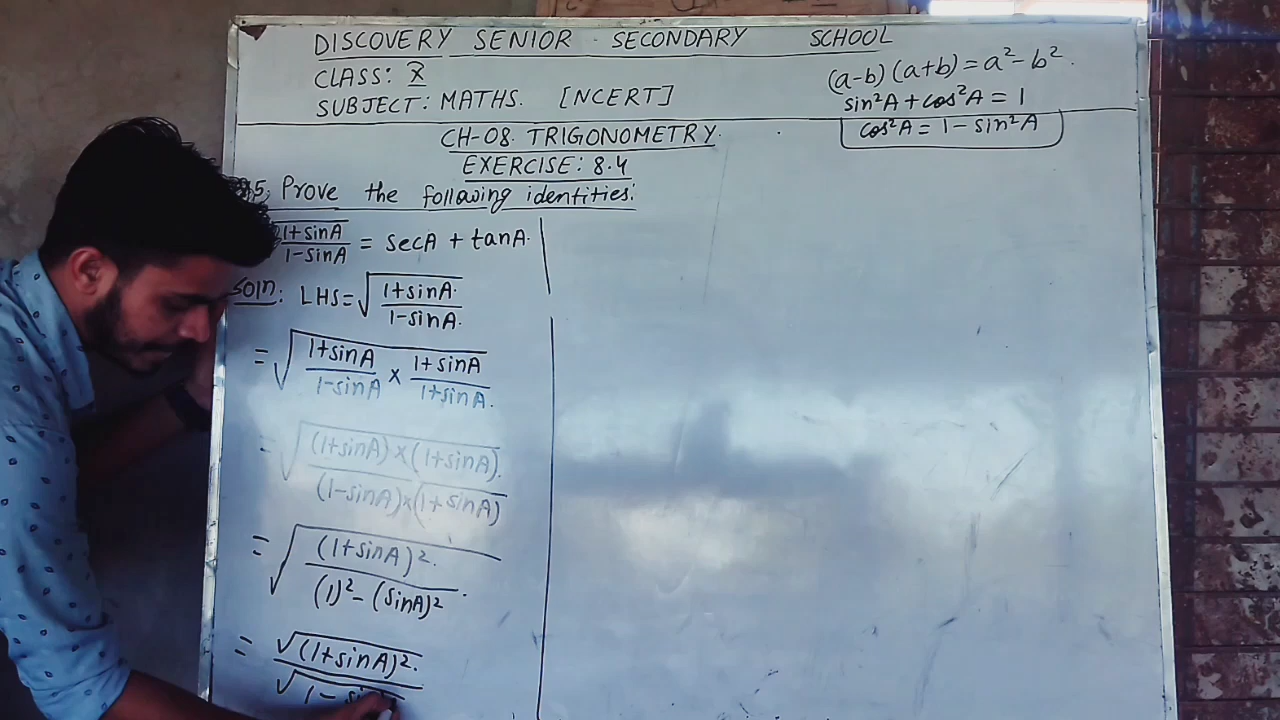 DISCOVERY SENIOR SECONDARY SCHOOL
CLASS: X
SUBJECT: MATHS. [NCERT]
(a-b) (a+b) = a² - b².
sin²A + cos²A = 1
cos²A = 1 - sin²A
CH-08. TRIGONOMETRY.
EXERCISE: 8.4
5. Prove the following identities:
√((1+sinA)/(1-sinA)) = secA + tanA.
Soln: LHS = √((1+sinA)/(1-sinA))
= √((1+sinA)/(1-sinA) × (1+sinA)/(1+sinA))
= √((1+sinA)×(1+sinA)/(1-sinA)×(1+sinA))
= √((1+sinA)²/(1)² - (sinA)²)
= √(1+sinA)²
√1 -